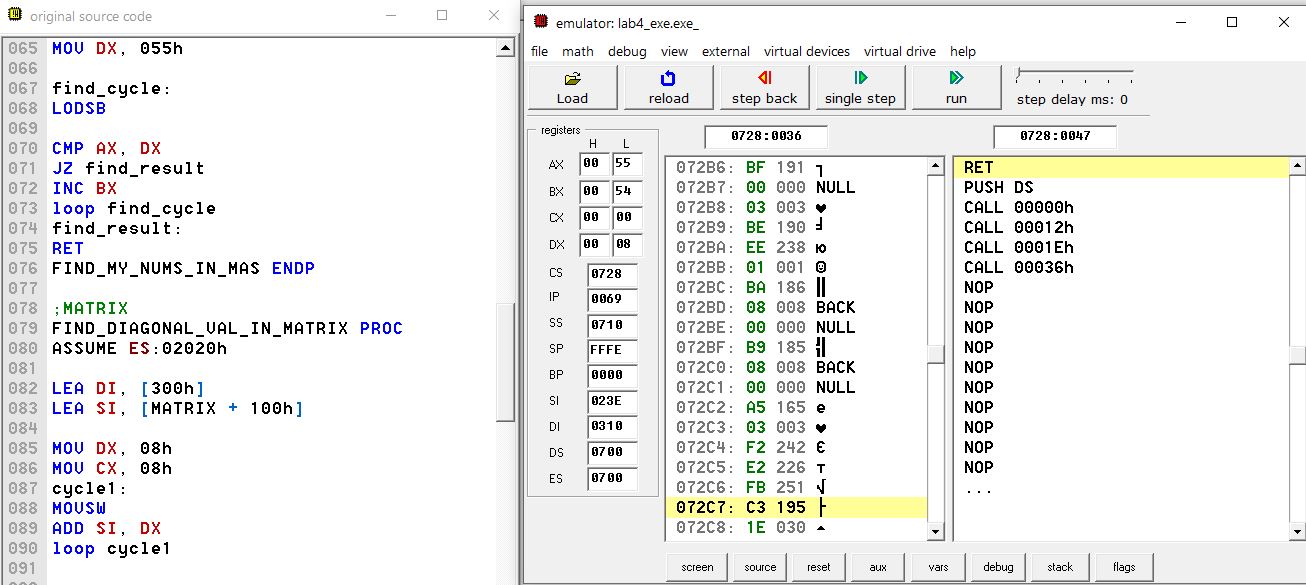 original source code
065 MOV DX, 055h
066
067 find_cycle:
068 LODSB
069
070 CMP AX, DX
071 JZ find_result
072 INC BX
073 loop find_cycle
074 find_result:
075 RET
076 FIND_MY_NUMS_IN_MAS ENDP
077
078 ;MATRIX
079 FIND_DIAGONAL_VAL_IN_MATRIX PROC
080 ASSUME ES:02020h
081
082 LEA DI, [300h]
083 LEA SI, [MATRIX + 100h]
084
085 MOV DX, 08h
086 MOV CX, 08h
087 cycle1:
088 MOVSW
089 ADD SI, DX
090 loop cycle1
091
emulator: lab4_exe.exe_
file math debug view external virtual devices virtual drive help
Load reload step back single step run step delay ms: 0
registers
H L
AX 00 55
BX 00 54
CX 00 00
DX 00 08
CS 0728
IP 0069
SS 0710
SP FFFE
BP 0000
SI 023E
DI 0310
DS 0700
ES 0700
0728:0036
072B6: BF 191 ┐
072B7: 00 000 NULL
072B8: 03 003 ♥
072B9: BE 190 ╛
072BA: EE 238 ю
072BB: 01 001 ☺
072BC: BA 186 ║
072BD: 08 008 BACK
072BE: 00 000 NULL
072BF: B9 185 ╣
072C0: 08 008 BACK
072C1: 00 000 NULL
072C2: A5 165 е
072C3: 03 003 ♥
072C4: F2 242 Є
072C5: E2 226 т
072C6: FB 251 √
072C7: C3 195 ├
072C8: 1E 030 ▲
0728:0047
RET
PUSH DS
CALL 00000h
CALL 00012h
CALL 0001Eh
CALL 00036h
NOP
NOP
NOP
NOP
NOP
NOP
NOP
NOP
NOP
NOP
...
screen source reset aux vars debug stack flags